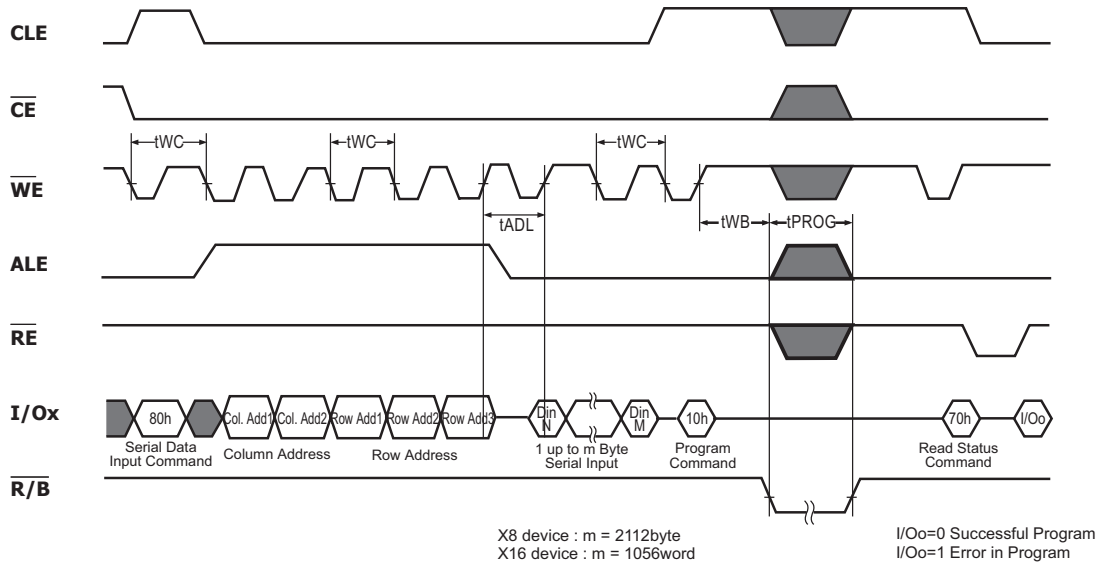 CLE
CE
tWC
tWC
tWC
WE
tADL
tWB
tPROG
ALE
RE
I/Ox
80h
Col. Add1
Col. Add2
Row Add1
Row Add2
Row Add3
Din
N
Din
M
10h
70h
I/Oo
Serial Data
Input Command
Column Address
Row Address
1 up to m Byte
Serial Input
Program
Command
Read Status
Command
R/B
X8 device : m = 2112byte
X16 device : m = 1056word
I/Oo=0 Successful Program
I/Oo=1 Error in Program